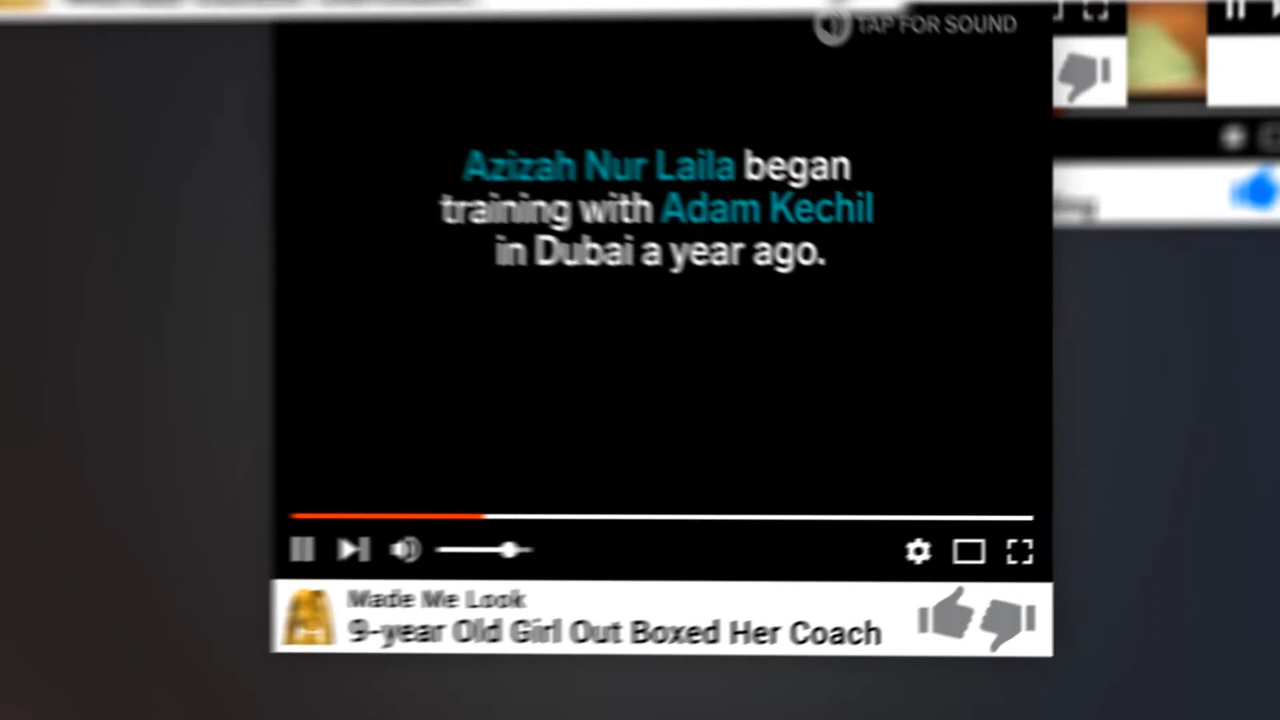 TAP FOR SOUND
Azizah Nur Laila began
training with Adam Kechil
in Dubai a year ago.
Made Me Look
9-year Old Girl Out Boxed Her Coach